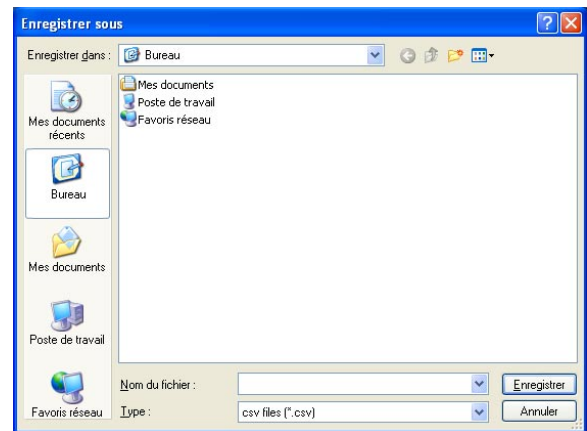 Enregistrer sous
Enregistrer dans :
Bureau
Mes documents
Poste de travail
Favoris réseau
Mes documents
récents
Bureau
Mes documents
Poste de travail
Favoris réseau
Nom du fichier :
Enregistrer
Type :
csv files (*.csv)
Annuler